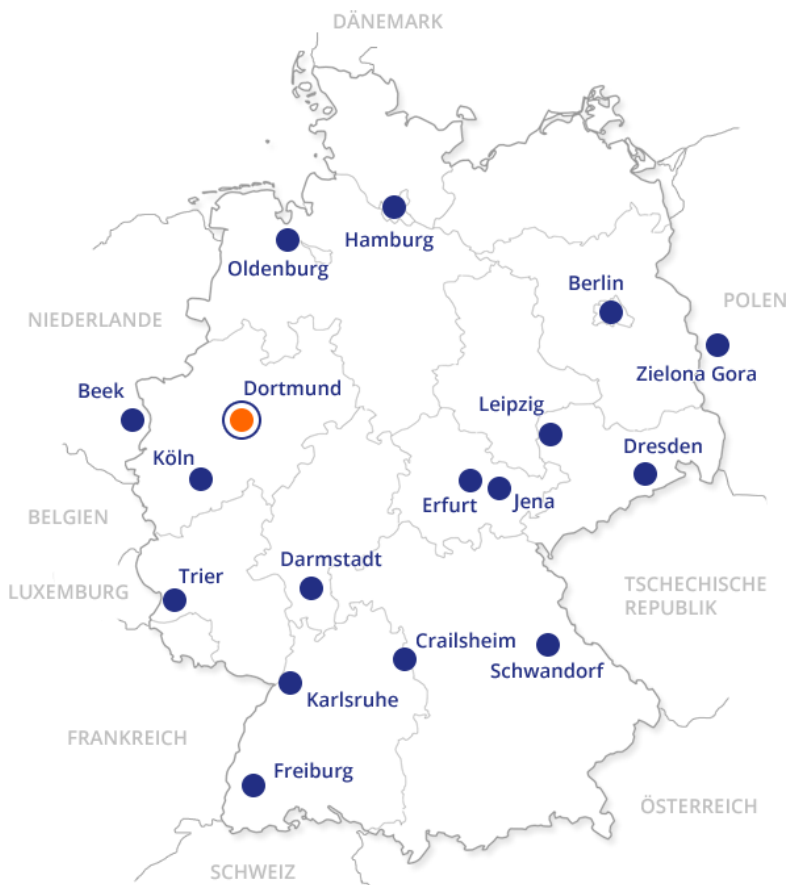 DÄNEMARK
Hamburg
Oldenburg
Berlin
POLEN
NIEDERLANDE
Zielona Gora
Beek
Dortmund
Leipzig
Dresden
Köln
Erfurt
Jena
BELGIEN
Darmstadt
Trier
LUXEMBURG
TSCHECHISCHE
REPUBLIK
Crailsheim
Schwandorf
Karlsruhe
FRANKREICH
Freiburg
ÖSTERREICH
SCHWEIZ